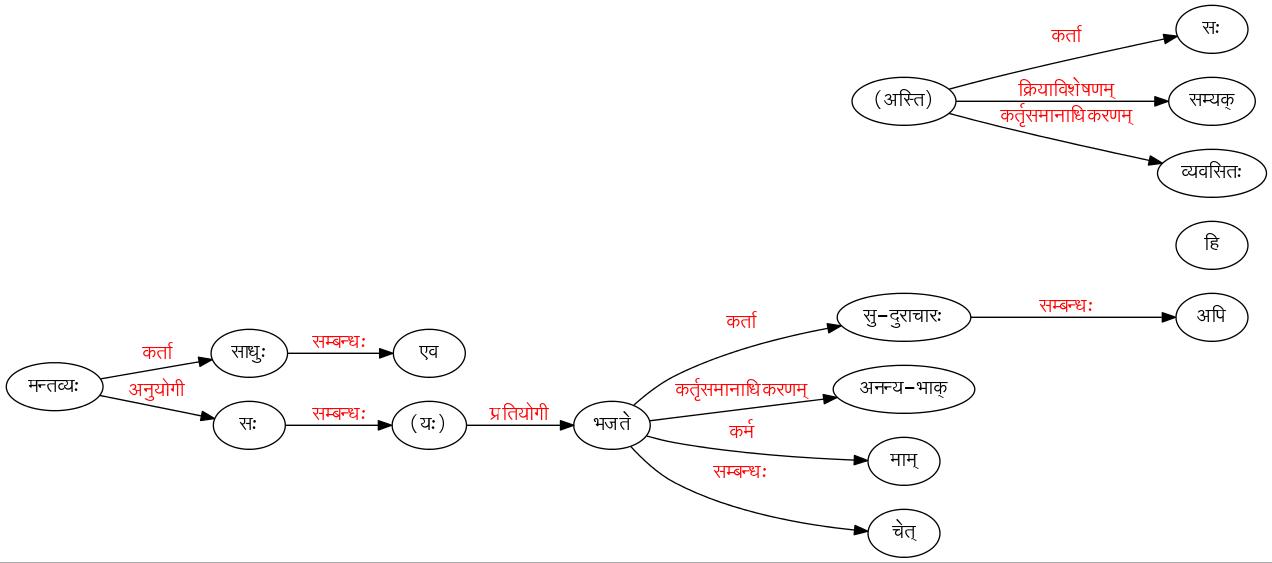 सः
कर्ता
(अस्ति)
क्रियाविशेषणम्
सम्यक्
कर्तृसमानाधिकरणम्
व्यवसितः
हि
कर्ता
सु-दुराचारः
सम्बन्धः
अपि
कर्ता
साधुः
सम्बन्धः
एव
मन्तव्यः
अनुयोगी
सः
सम्बन्धः
(यः)
प्रतियोगी
भजते
कर्तृसमानाधिकरणम्
अनन्य-भाक्
कर्म
माम्
सम्बन्धः
चेत्